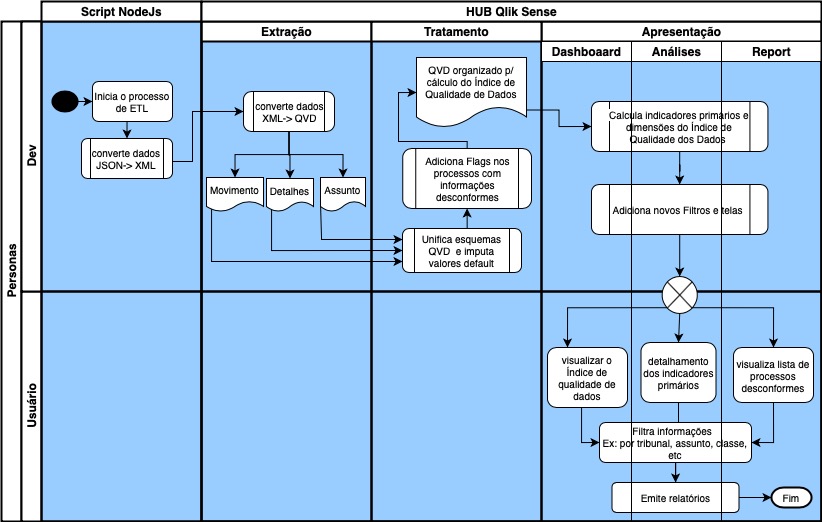 Script NodeJs
HUB Qlik Sense
Extração
Tratamento
Apresentação
Dashboaard
Análises
Report
Personas
Dev
Usuário
Inicia o processo
de ETL
converte dados
JSON-> XML
converte dados
XML-> QVD
Movimento
Detalhes
Assunto
QVD organizado p/
cálculo do Índice de
Qualidade de Dados
Adiciona Flags nos
processos com
informações
desconformes
Unifica esquemas
QVD e imputa
valores default
Calcula indicadores primários e
dimensões do Índice de
Qualidade dos Dados
Adiciona novos Filtros e telas
visualizar o
Índice de
qualidade de
dados
detalhamento
dos indicadores
primários
visualiza lista de
processos
desconformes
Filtra informações
Ex: por tribunal, assunto, classe,
etc
Emite relatórios
Fim